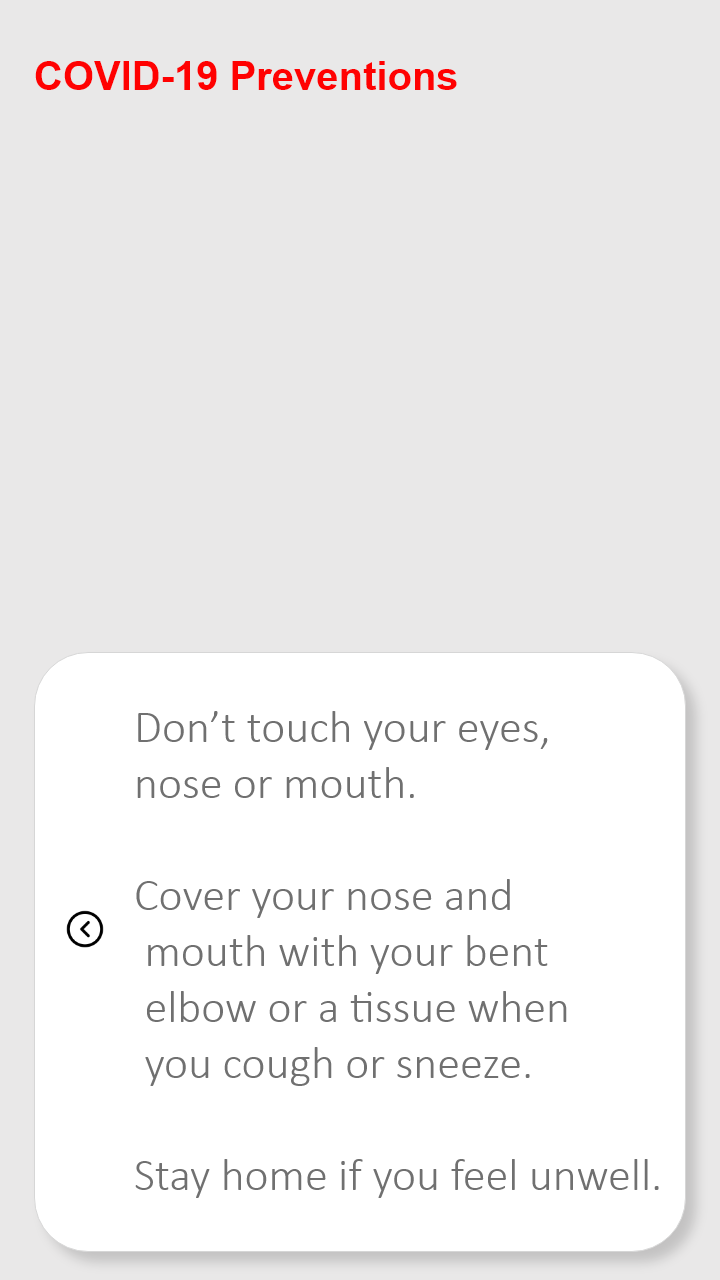 COVID-19 Preventions
Don’t touch your eyes,
nose or mouth.
Cover your nose and
mouth with your bent
elbow or a tissue when
you cough or sneeze.
Stay home if you feel unwell.